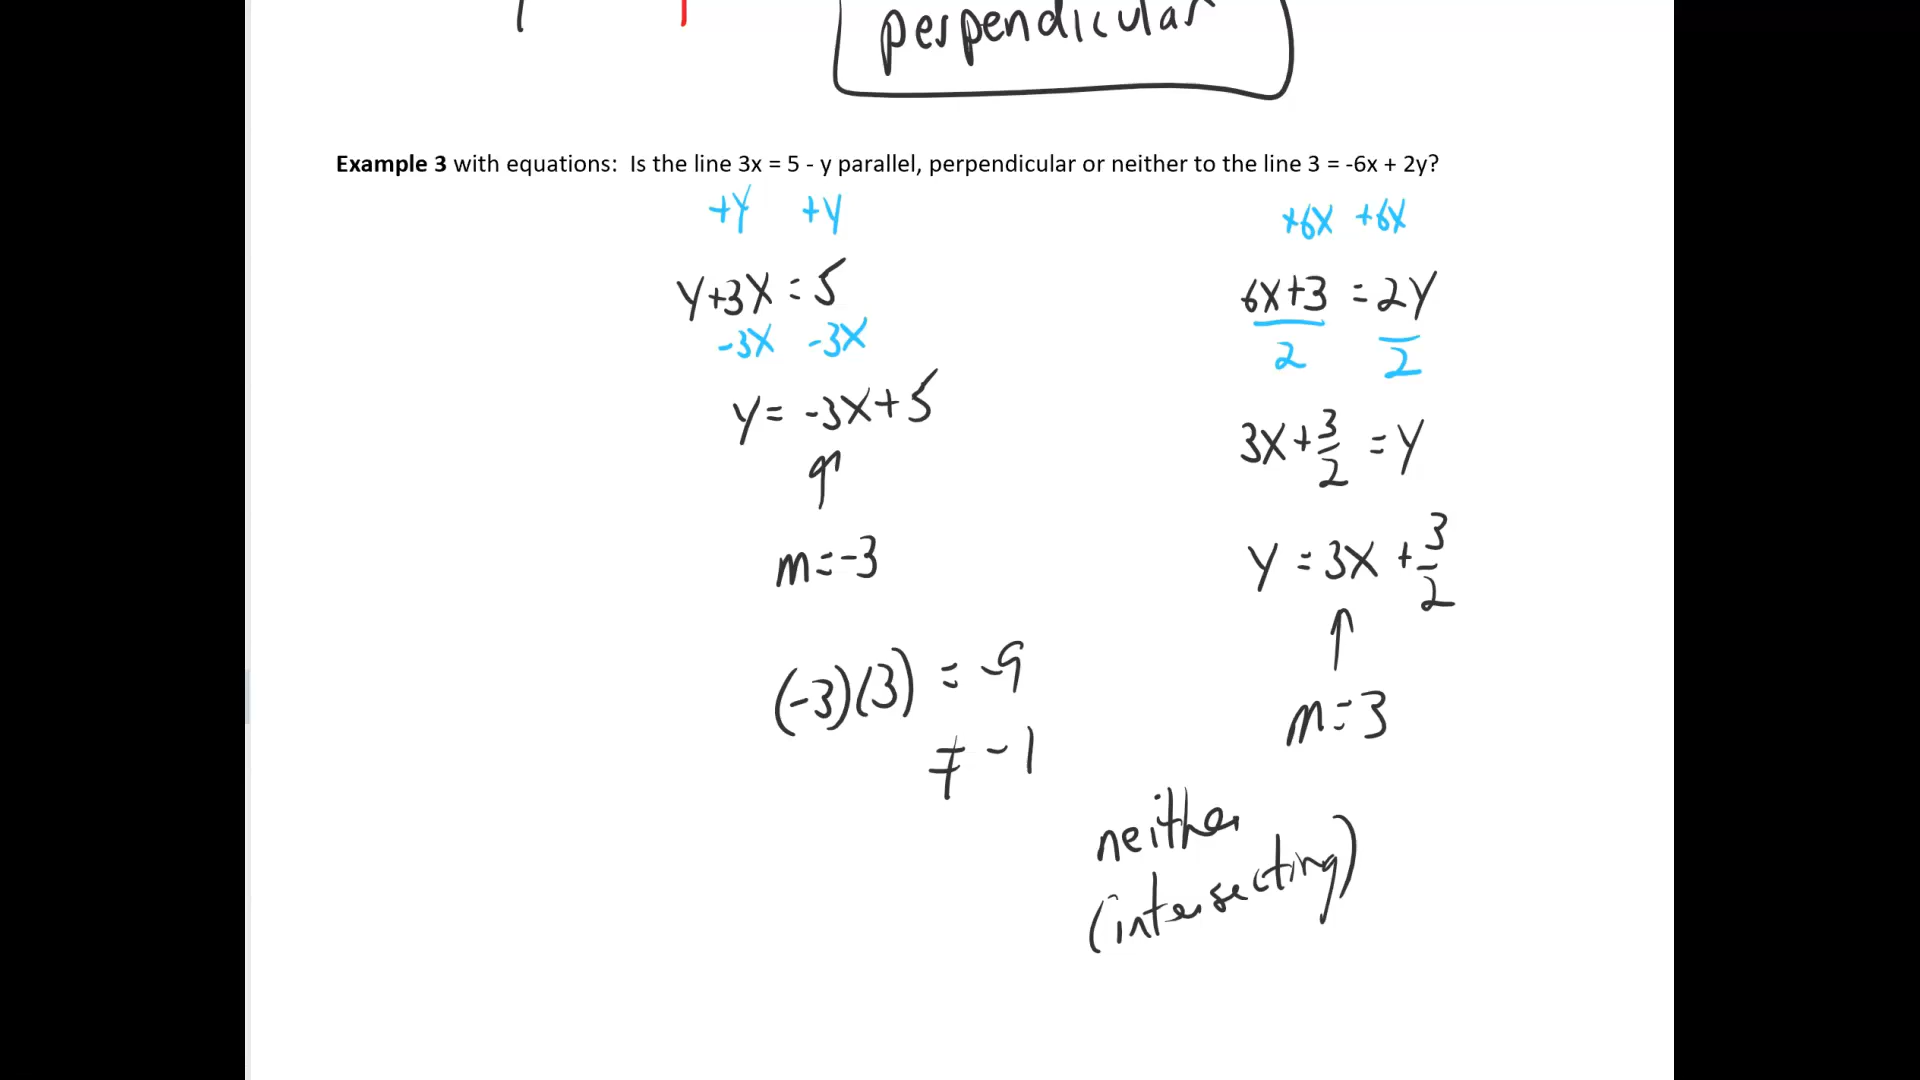 perpendicular
Example 3 with equations: Is the line 3x = 5 - y parallel, perpendicular or neither to the line 3 = -6x + 2y?
+y +y
+6x +6x
y+3x = 5
6x+3 = 2y
-3x -3x
2 2
y = -3x+5
3x + 3/2 = y
m = -3
y = 3x + 3/2
(-3)(3) = -9
m = 3
≠ -1
neither
(intersecting)